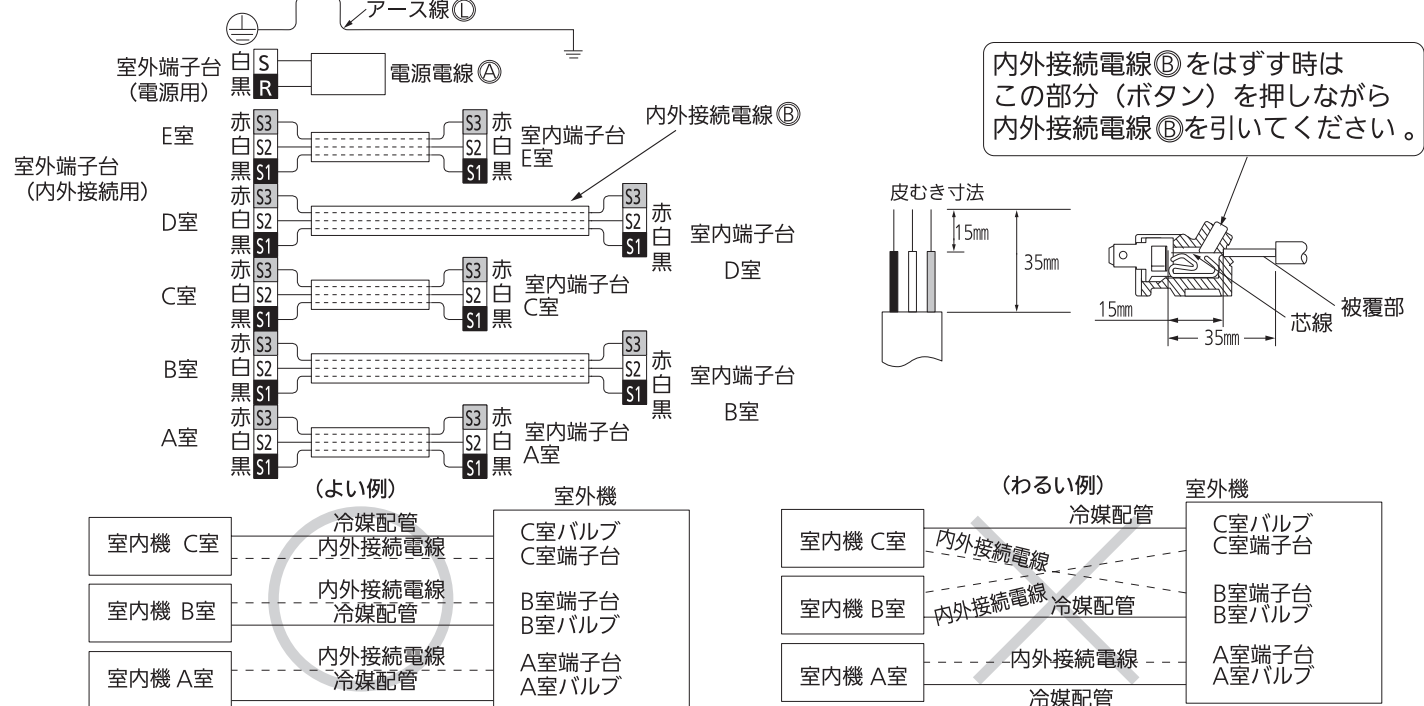 アース線Ⓛ
室外端子台
（電源用）
白 S
黒 R
電源電線Ⓐ
室外端子台
（内外接続用）
E室
赤 S3
白 S2
黒 S1
S3 赤
S2 白
S1 黒
室内端子台
E室
内外接続電線Ⓑ
D室
赤 S3
白 S2
黒 S1
S3 赤
S2 白
S1 黒
室内端子台
D室
C室
赤 S3
白 S2
黒 S1
S3 赤
S2 白
S1 黒
室内端子台
C室
B室
赤 S3
白 S2
黒 S1
S3 赤
S2 白
S1 黒
室内端子台
B室
A室
赤 S3
白 S2
黒 S1
S3 赤
S2 白
S1 黒
室内端子台
A室
内外接続電線Ⓑをはずす時は
この部分（ボタン）を押しながら
内外接続電線Ⓑを引いてください。
皮むき寸法
15㎜
35㎜
15㎜
35㎜
芯線
被覆部
（よい例）
室外機
室内機 C室
冷媒配管
内外接続電線
C室バルブ
C室端子台
室内機 B室
内外接続電線
冷媒配管
B室端子台
B室バルブ
室内機 A室
内外接続電線
冷媒配管
A室端子台
A室バルブ
（わるい例）
室外機
室内機 C室
冷媒配管
内外接続電線
C室バルブ
C室端子台
室内機 B室
内外接続電線
冷媒配管
B室端子台
B室バルブ
室内機 A室
内外接続電線
冷媒配管
A室端子台
A室バルブ